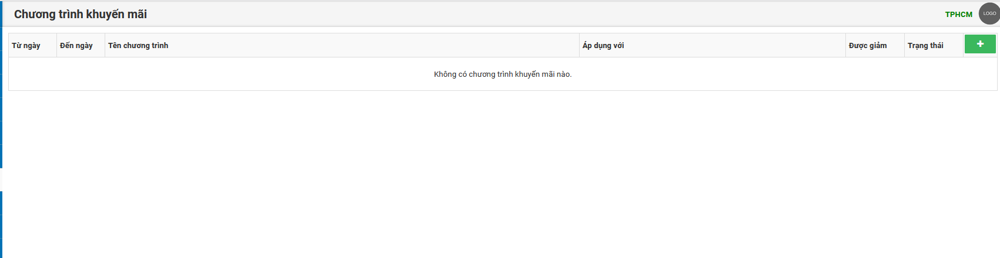 Chương trình khuyến mãi
TPHCM
LOGO
Từ ngày Đến ngày Tên chương trình Áp dụng với Được giảm Trạng thái +
Không có chương trình khuyến mãi nào.